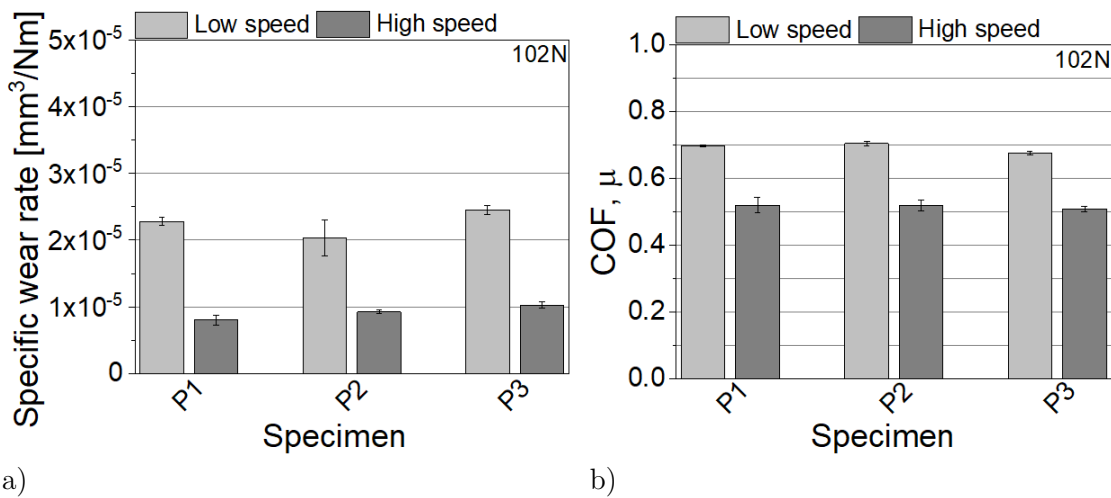 Low speed High speed
102N
Specific wear rate [mm³/Nm]
5x10⁻⁵
4x10⁻⁵
3x10⁻⁵
2x10⁻⁵
1x10⁻⁵
0
P1 P2 P3
Specimen
a)
Low speed High speed
102N
COF, μ
1.0
0.8
0.6
0.4
0.2
0.0
P1 P2 P3
Specimen
b)